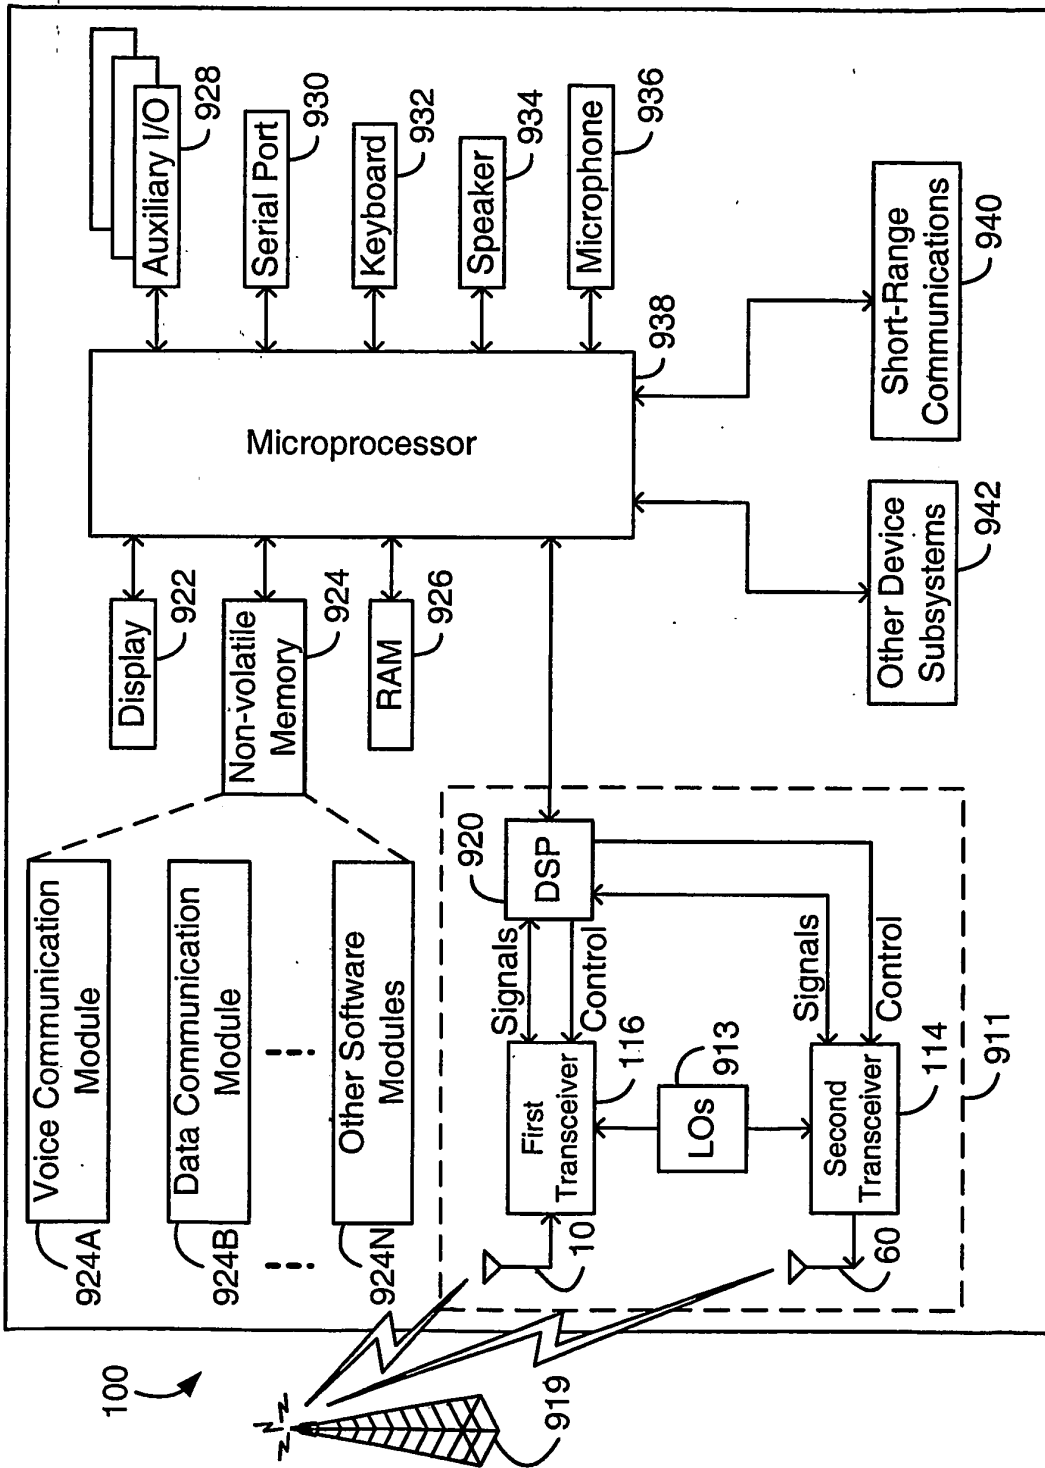 100
919
Voice Communication
Module
924A
Data Communication
Module
924B
Other Software
Modules
924N
Display
922
Non-volatile
Memory
924
RAM
926
Microprocessor
938
Auxiliary I/O
928
Serial Port
930
Keyboard
932
Speaker
934
Microphone
936
10
First
Transceiver
116
Signals
Control
DSP
920
LOs
913
60
Second
Transceiver
114
Signals
Control
911
Other Device
Subsystems
942
Short-Range
Communications
940